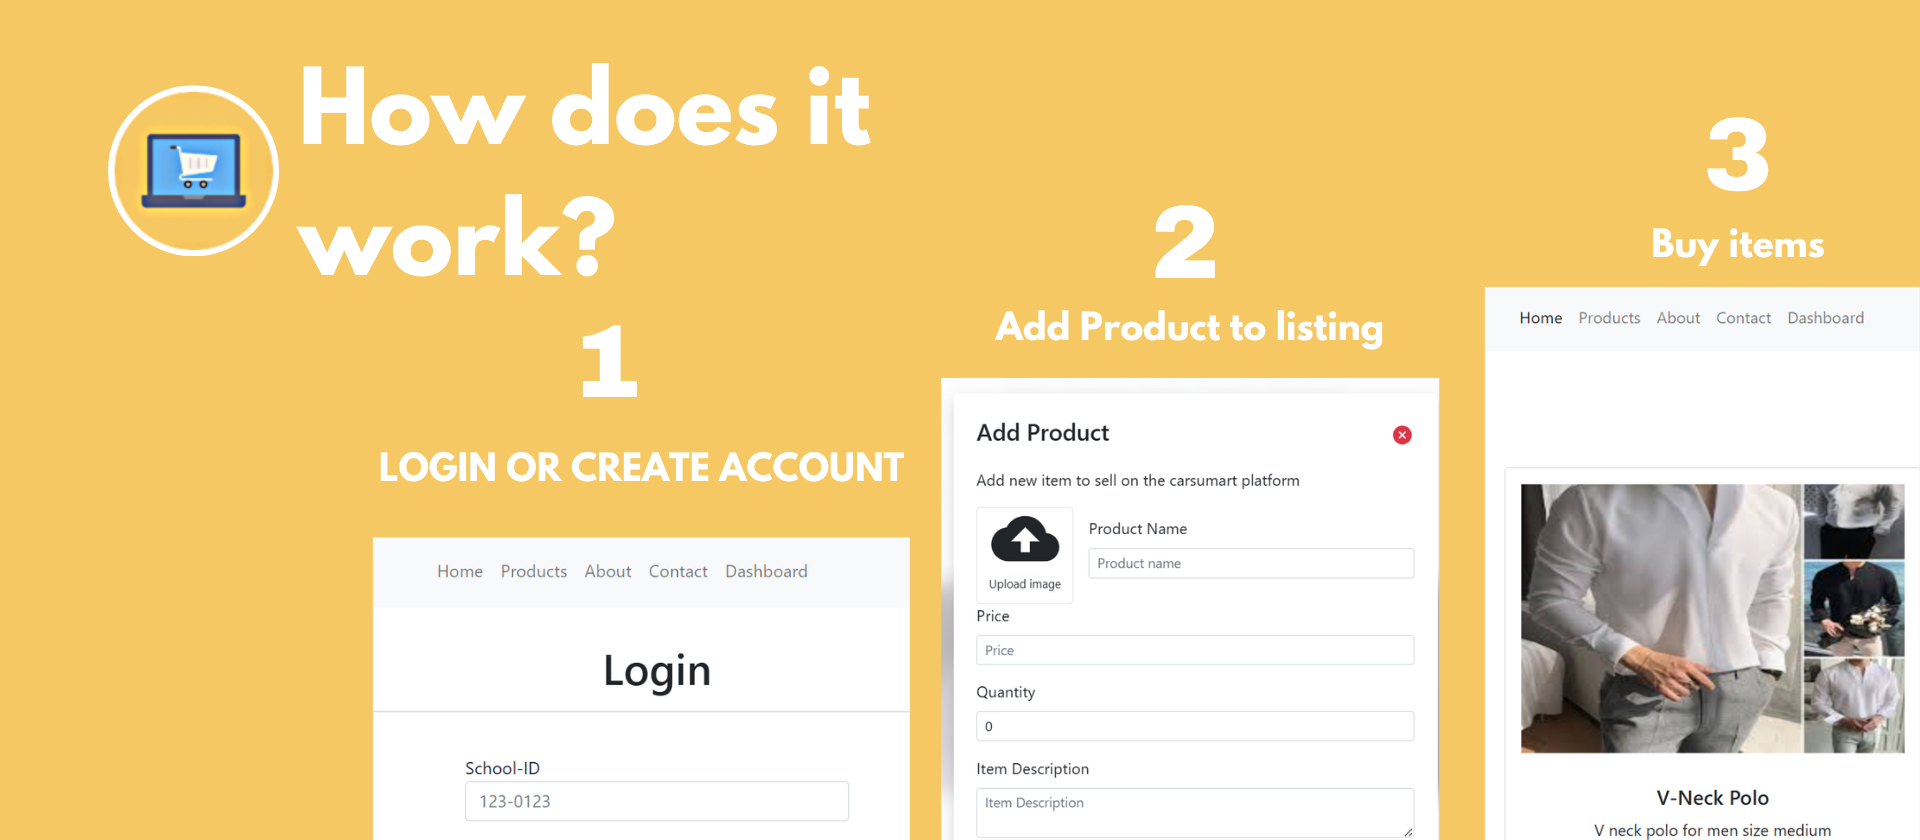 How does it
work?
1
LOGIN OR CREATE ACCOUNT
Home Products About Contact Dashboard
Login
School-ID
123-0123
2
Add Product to listing
Add Product
Add new item to sell on the carsumart platform
Upload image
Product Name
Product name
Price
Price
Quantity
0
Item Description
Item Description
3
Buy items
Home Products About Contact Dashboard
V-Neck Polo
V neck polo for men size medium